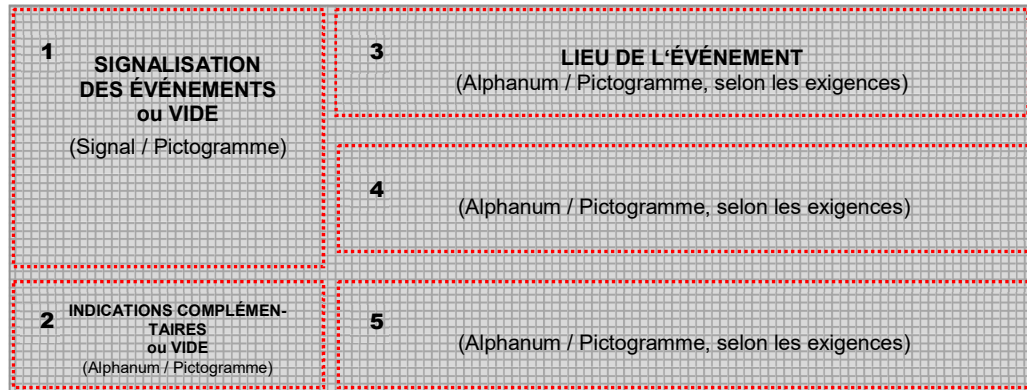 1
SIGNALISATION
DES ÉVÉNEMENTS
ou VIDE
(Signal / Pictogramme)
2
INDICATIONS COMPLÉMEN-
TAIRES
ou VIDE
(Alphanum / Pictogramme)
3
LIEU DE L‘ÉVÉNEMENT
(Alphanum / Pictogramme, selon les exigences)
4
(Alphanum / Pictogramme, selon les exigences)
5
(Alphanum / Pictogramme, selon les exigences)